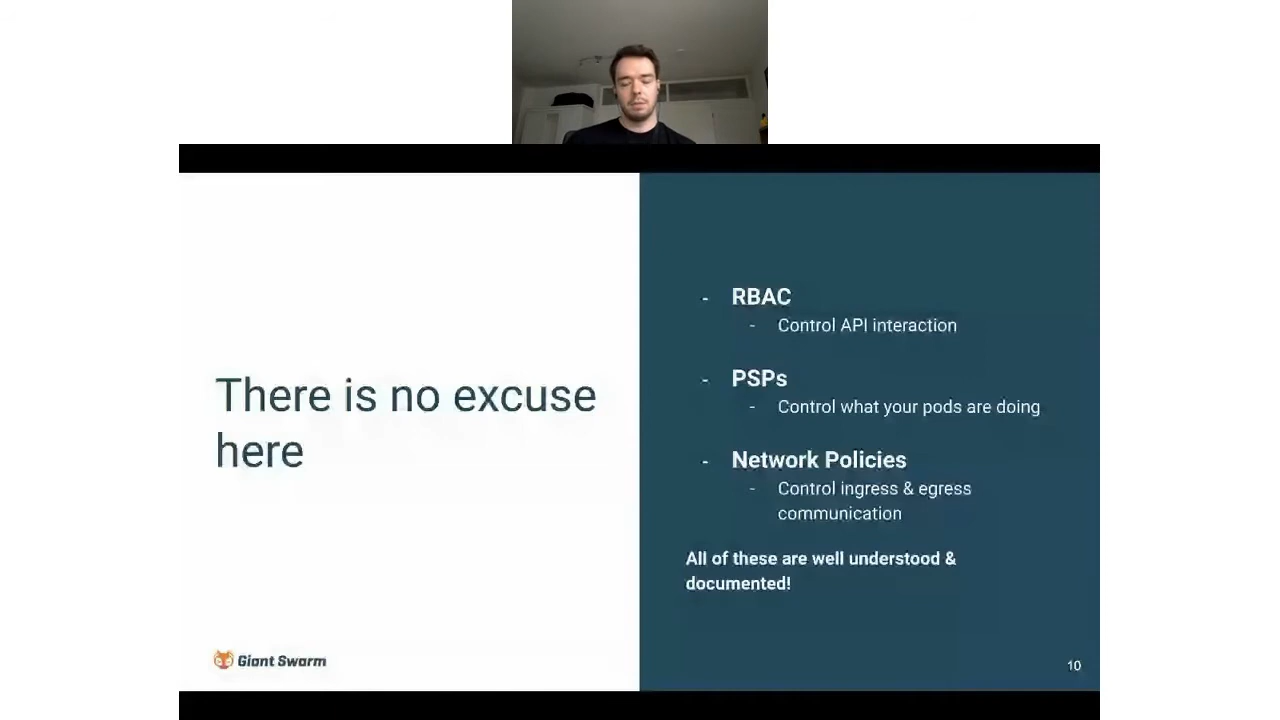 There is no excuse
here
- RBAC
- Control API interaction
- PSPs
- Control what your pods are doing
- Network Policies
- Control ingress & egress
communication
All of these are well understood &
documented!
Giant Swarm
10